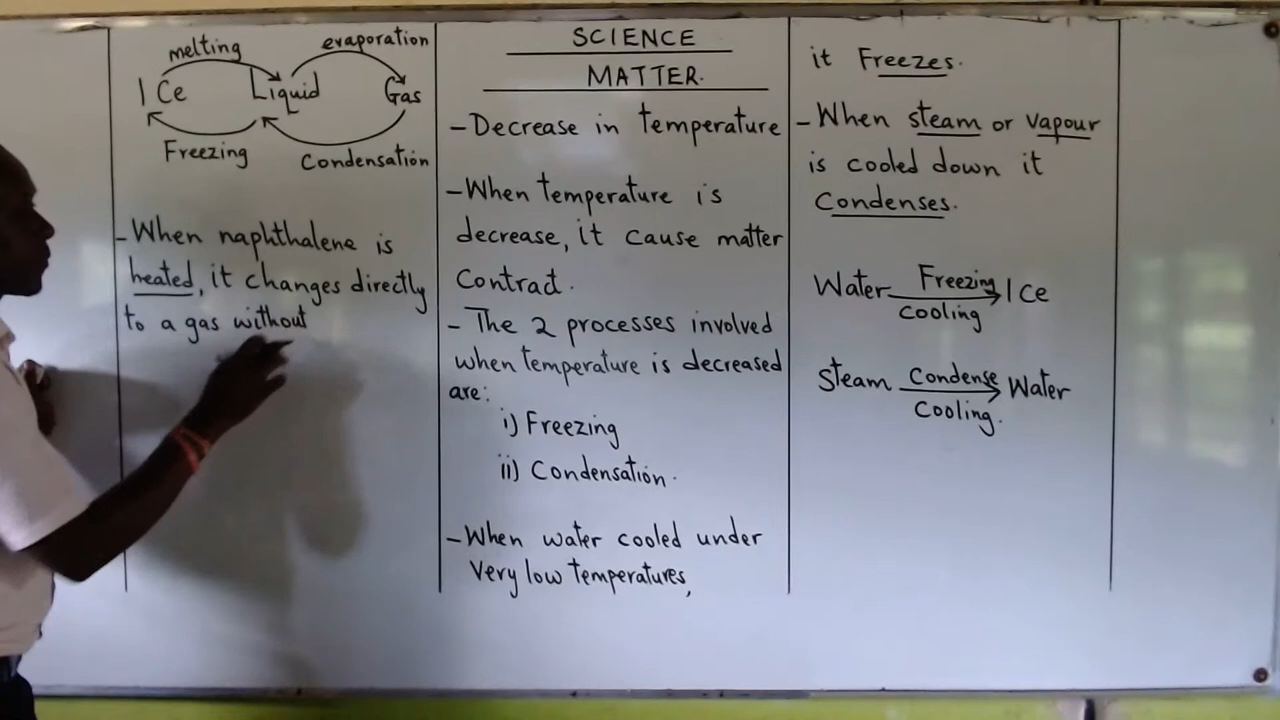 SCIENCE
MATTER.
melting
evaporation
ICe
Liquid
Gas
Freezing
Condensation
-When naphthalene is
heated, it changes directly
to a gas without
-Decrease in temperature
-When temperature is
decrease, it cause matter
Contract.
-The 2 processes involved
when temperature is decreased
are:
i) Freezing
ii) Condensation.
-When water cooled under
Very low temperatures,
it Freezes.
-When steam or vapour
is cooled down it
Condenses.
Water Freezing ICe
cooling
Steam Condense Water
Cooling.